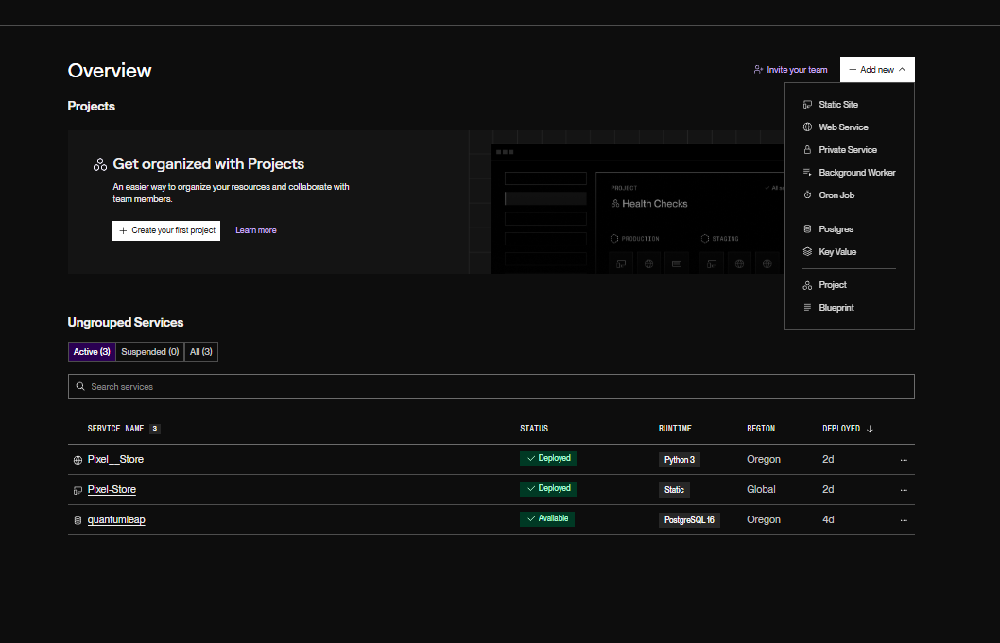 Overview
Invite your team
Add new
Projects
Static Site
Web Service
Private Service
Background Worker
Cron Job
Postgres
Key Value
Project
Blueprint
Get organized with Projects
An easier way to organize your resources and collaborate with
team members.
Create your first project
Learn more
PROJECT
Health Checks
PRODUCTION
STAGING
Ungrouped Services
Active (3)
Suspended (0)
All (3)
Search services
SERVICE NAME 3
STATUS
RUNTIME
REGION
DEPLOYED
Pixel__Store
Deployed
Python 3
Oregon
2d
Pixel-Store
Deployed
Static
Global
2d
quantumleap
Available
PostgreSQL 16
Oregon
4d